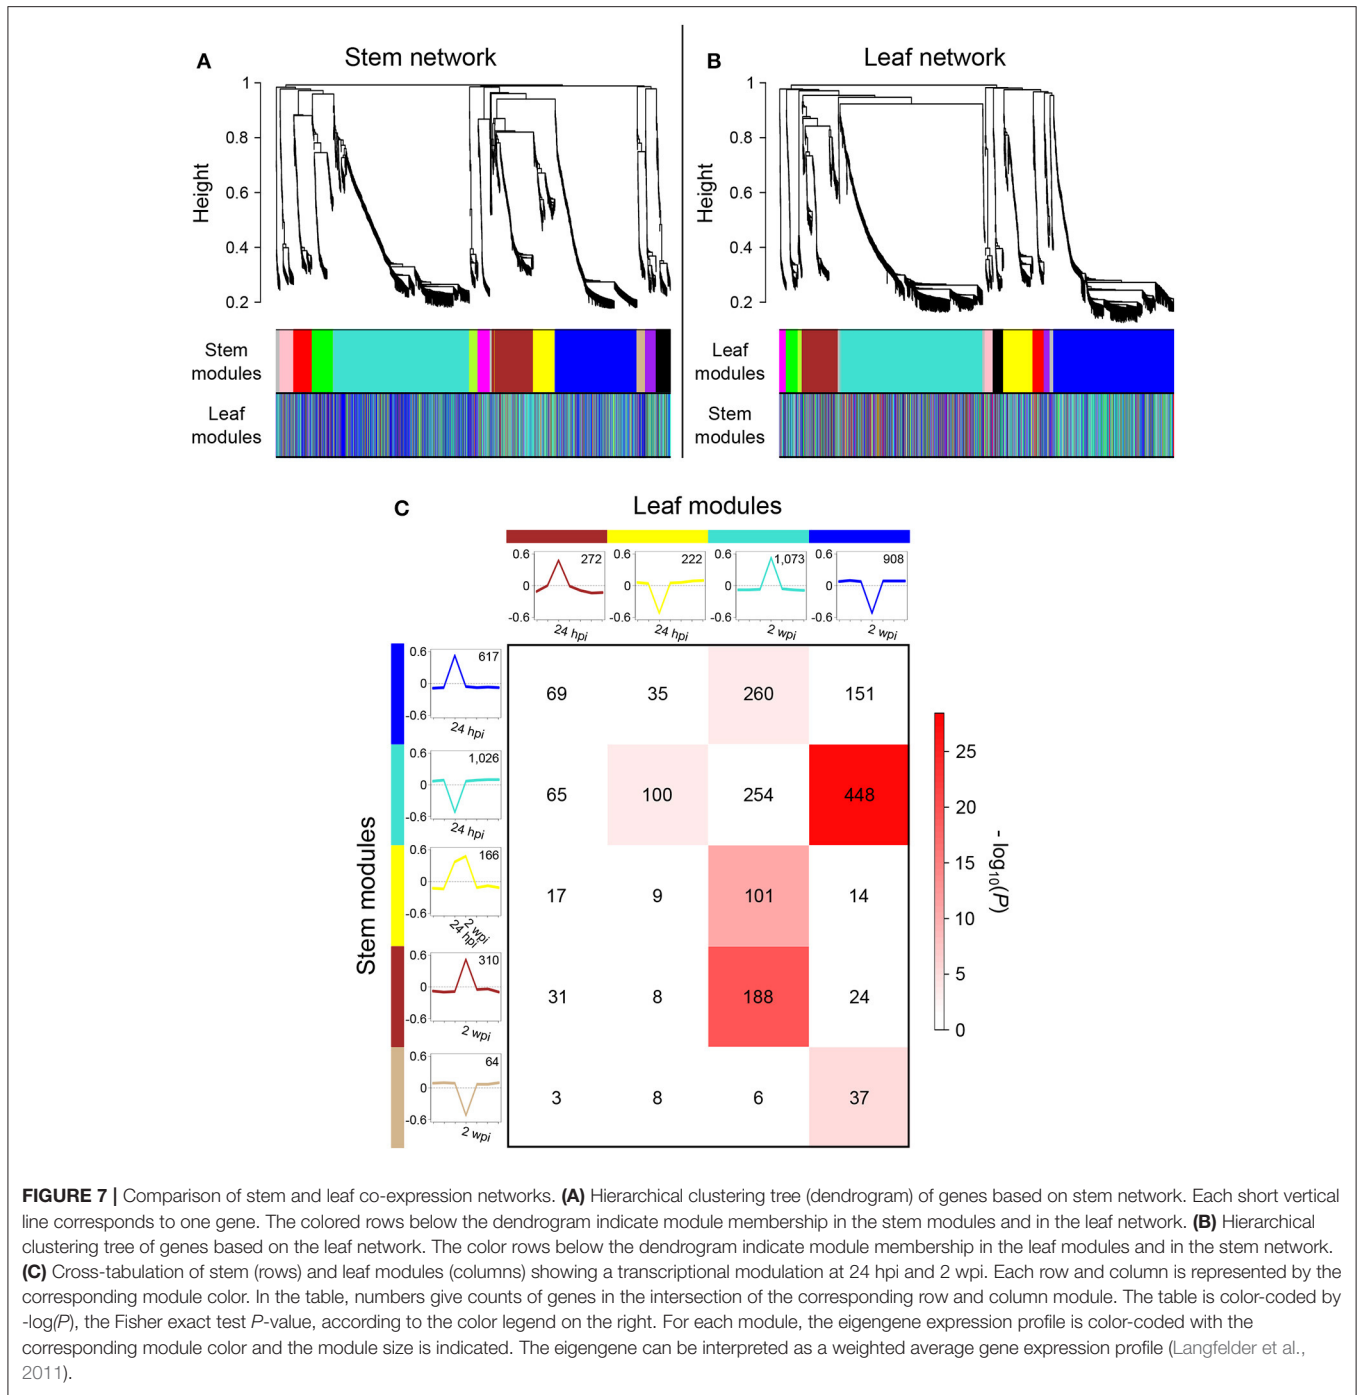 A
Stem network
B
Leaf network
Height
1
0.8
0.6
0.4
0.2
Height
1
0.8
0.6
0.4
0.2
Stem
modules
Leaf
modules
Leaf
modules
Stem
modules
C
Leaf modules
0.6
0
-0.6
272
24 hpi
0.6
0
-0.6
222
24 hpi
0.6
0
-0.6
1,073
2 wpi
0.6
0
-0.6
908
2 wpi
Stem modules
0.6
0
-0.6
617
24 hpi
69 35 260 151
0.6
0
-0.6
1,026
24 hpi
65 100 254 448
0.6
0
-0.6
166
24 hpi
2 wpi
17 9 101 14
0.6
0
-0.6
310
2 wpi
31 8 188 24
0.6
0
-0.6
64
2 wpi
3 8 6 37
25
20
15
10
5
0
- log10(P)
FIGURE 7 | Comparison of stem and leaf co-expression networks. (A) Hierarchical clustering tree (dendrogram) of genes based on stem network. Each short vertical
line corresponds to one gene. The colored rows below the dendrogram indicate module membership in the stem modules and in the leaf network. (B) Hierarchical
clustering tree of genes based on the leaf network. The color rows below the dendrogram indicate module membership in the leaf modules and in the stem network.
(C) Cross-tabulation of stem (rows) and leaf modules (columns) showing a transcriptional modulation at 24 hpi and 2 wpi. Each row and column is represented by the
corresponding module color. In the table, numbers give counts of genes in the intersection of the corresponding row and column module. The table is color-coded by
-log(P), the Fisher exact test P-value, according to the color legend on the right. For each module, the eigengene expression profile is color-coded with the
corresponding module color and the module size is indicated. The eigengene can be interpreted as a weighted average gene expression profile (Langfelder et al.,
2011).